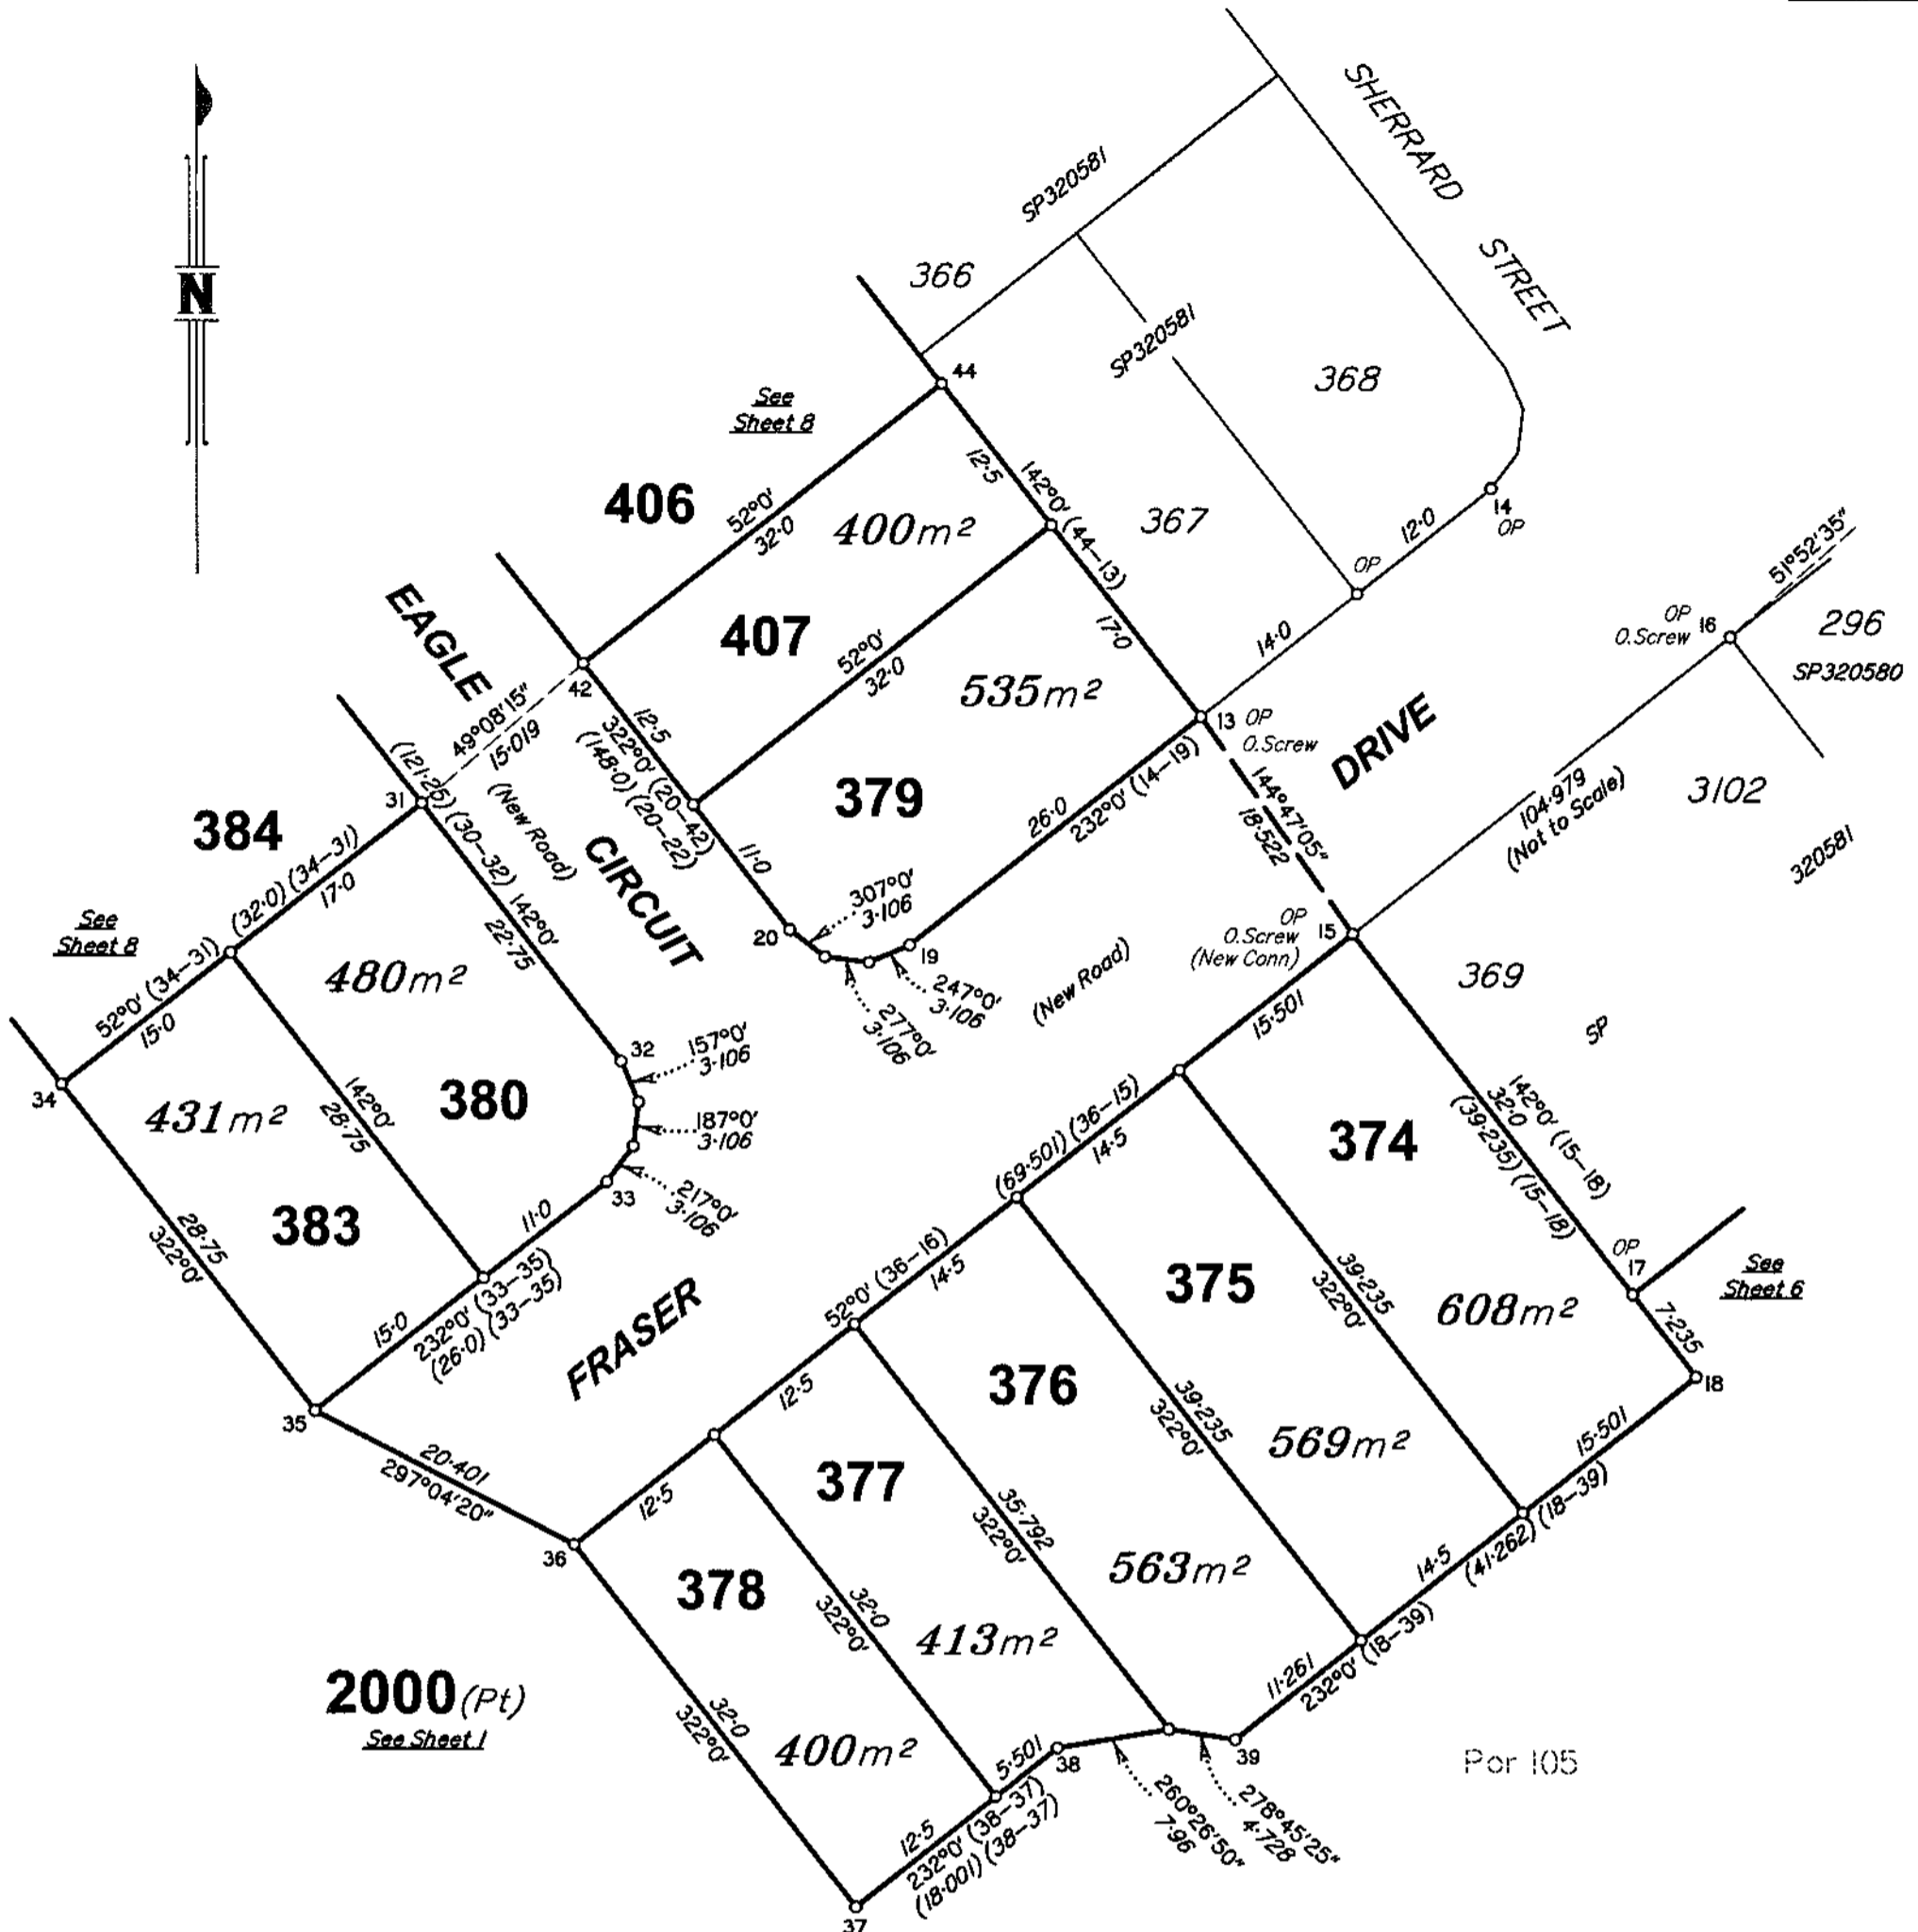 SHERRARD
STREET
SP320581
366
N
SP320581
368
44
See
Sheet 8
12·5
142°0' (44–13)
406
52°0'
32·0
400m²
367
14
OP
12·0
OP
51°52'35"
EAGLE
407
17·0
OP
O.Screw
16
296
SP320580
14·0
52°0'
32·0
42
535m²
49°08'15"
15·019
12·5
322°0' (20–42)
(148·0) (20–22)
13 OP
O.Screw
DRIVE
(121·25) (30–32) 142°0'
22·75
31
(New Road)
379
144°47'05"
18·522
104·979
(Not to Scale)
3102
384
CIRCUIT
26·0
232°0' (14–19)
320581
(32·0) (34–31)
17·0
11·0
307°0'
3·106
See
Sheet 8
20
19
OP
O.Screw
(New Conn)
15
52°0' (34–31)
15·0
480m²
247°0'
3·106
277°0'
3·106
(New Road)
369
15·501
SP
32
157°0'
3·106
34
431m²
142°0'
28·75
380
187°0'
3·106
374
142°0' (15–18)
32·0
(39·235) (15–18)
(69·501) (36–15)
14·5
33
217°0'
3·106
28·75
322°0'
383
11·0
OP
17
See
Sheet 6
52°0' (36–16)
14·5
375
39·235
322°0'
608m²
7·235
15·0
232°0' (33–35)
(26·0) (33–35)
FRASER
18
12·5
376
39·235
322°0'
35
569m²
15·501
(18–39)
20·401
297°04'20"
12·5
377
35·792
322°0'
14·5
(41·262)
36
563m²
378
32·0
322°0'
413m²
11·261
232°0' (18–39)
2000(Pt)
See Sheet 1
32·0
322°0'
400m²
5·501
38
39
Por 105
260°26'50"
7·96
278°45'25"
4·728
12·5
232°0' (38–37)
(18·001) (38–37)
37